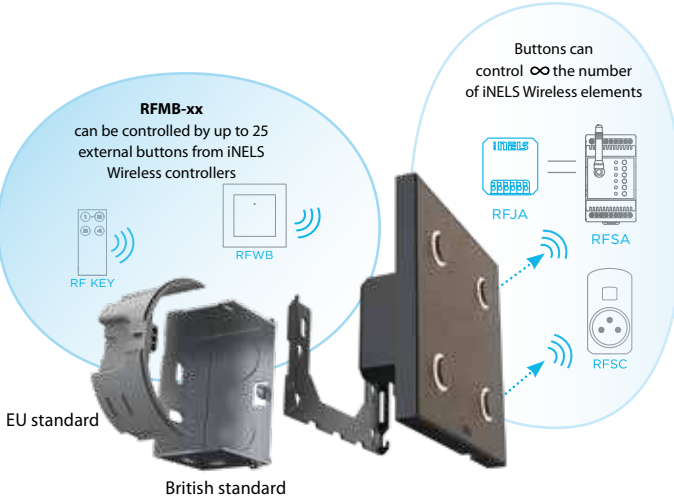 RFMB-xx
can be controlled by up to 25
external buttons from iNELS
Wireless controllers
RF KEY
RFWB
Buttons can
control ∞ the number
of iNELS Wireless elements
iNELS
RFJA
RFSA
RFSC
EU standard
British standard